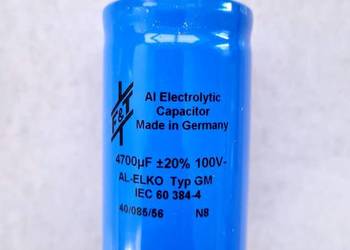 F&T
Al Electrolytic
Capacitor
Made in Germany
4700µF ±20% 100V-
AL-ELKO Typ GM
IEC 60 384-4
40/085/56 N8